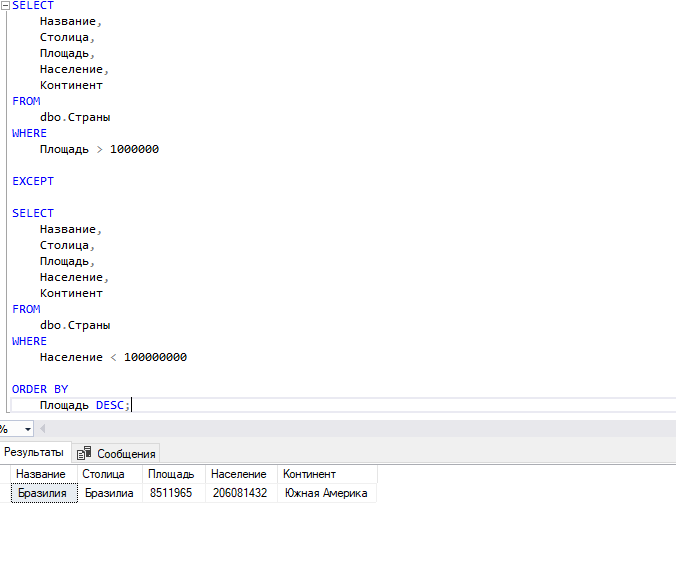 SELECT
Название,
Столица,
Площадь,
Население,
Континент
FROM
dbo.Страны
WHERE
Площадь > 1000000
EXCEPT
SELECT
Название,
Столица,
Площадь,
Население,
Континент
FROM
dbo.Страны
WHERE
Население < 100000000
ORDER BY
Площадь DESC;
%
Результаты Сообщения
Название Столица Площадь Население Континент
Бразилия Бразилиа 8511965 206081432 Южная Америка